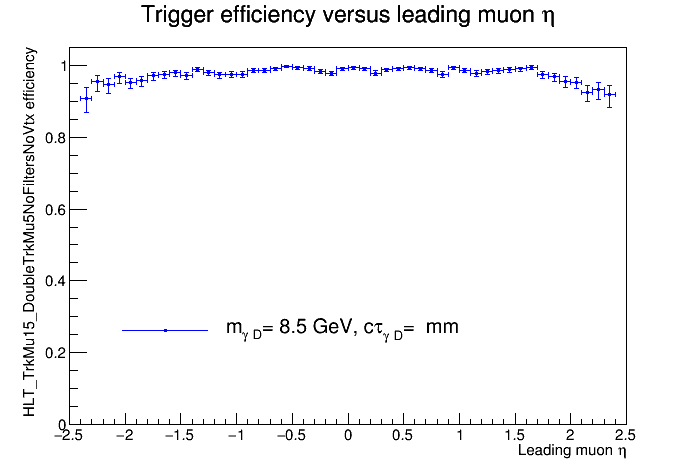 Trigger efficiency versus leading muon η
HLT_TrkMu15_DoubleTrkMu5NoFiltersNoVtx efficiency
1
0.8
0.6
0.4
0.2
0
mγ D= 8.5 GeV, cτγ D= mm
−2.5 −2 −1.5 −1 −0.5 0 0.5 1 1.5 2 2.5
Leading muon η